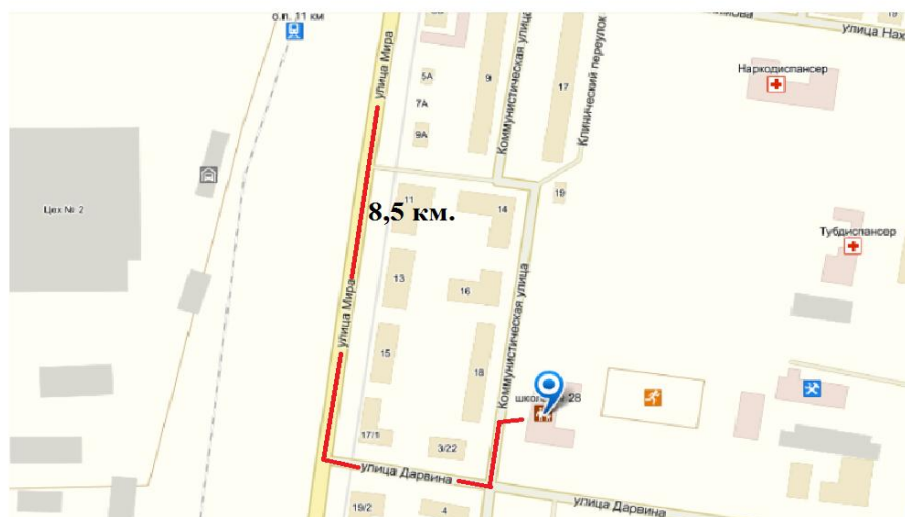 о.п. 11 км
улица Мира
5А
7А
9А
9
Коммунистическая улица
17
Клинический переулок
улица Нах
19
Наркодиспансер
Цех № 2
11
8,5 км.
14
19
Тубдиспансер
13
16
Коммунистическая улица
улица Мира
15
18
28
17/1
3/22
улица Дарвина
улица Дарвина
19/2
4